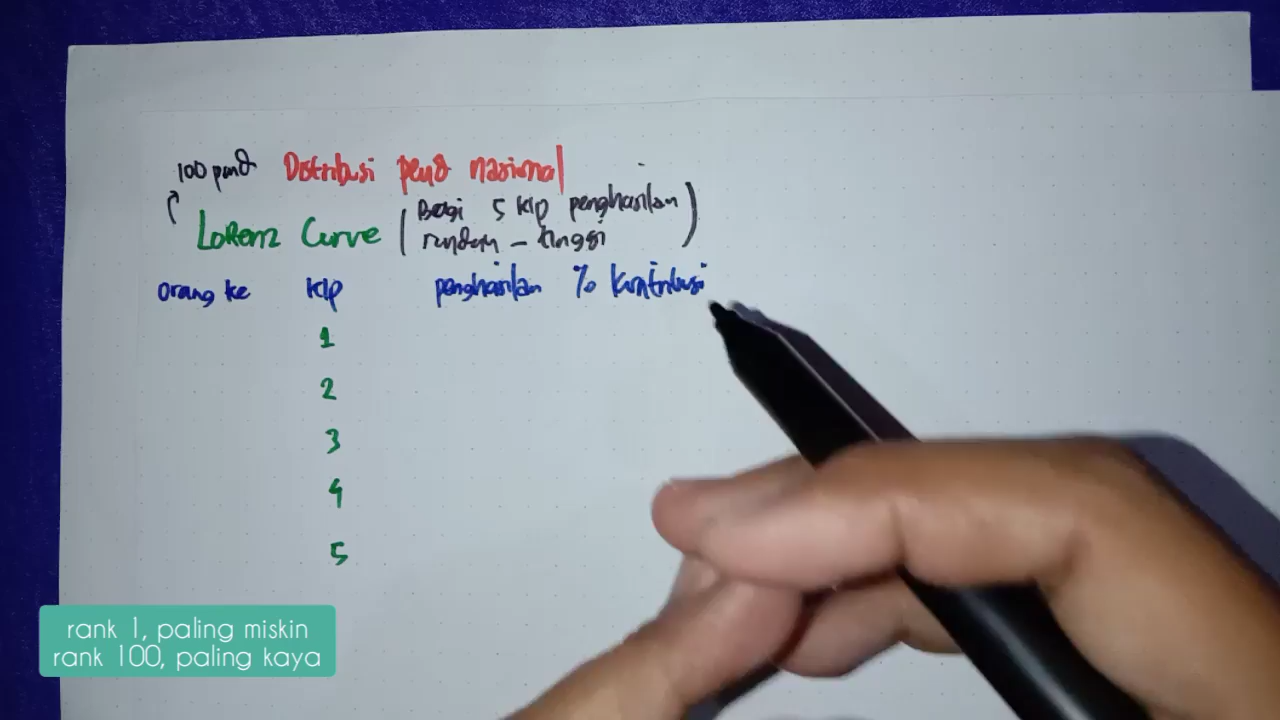 100 pend Distribusi pend nasional
Lorenz Curve ( Bagi 5 Klp penghasilan
rendah - tinggi )
orang ke Klp penghasilan % Kontribusi
1
2
3
4
5
rank 1, paling miskin
rank 100, paling kaya